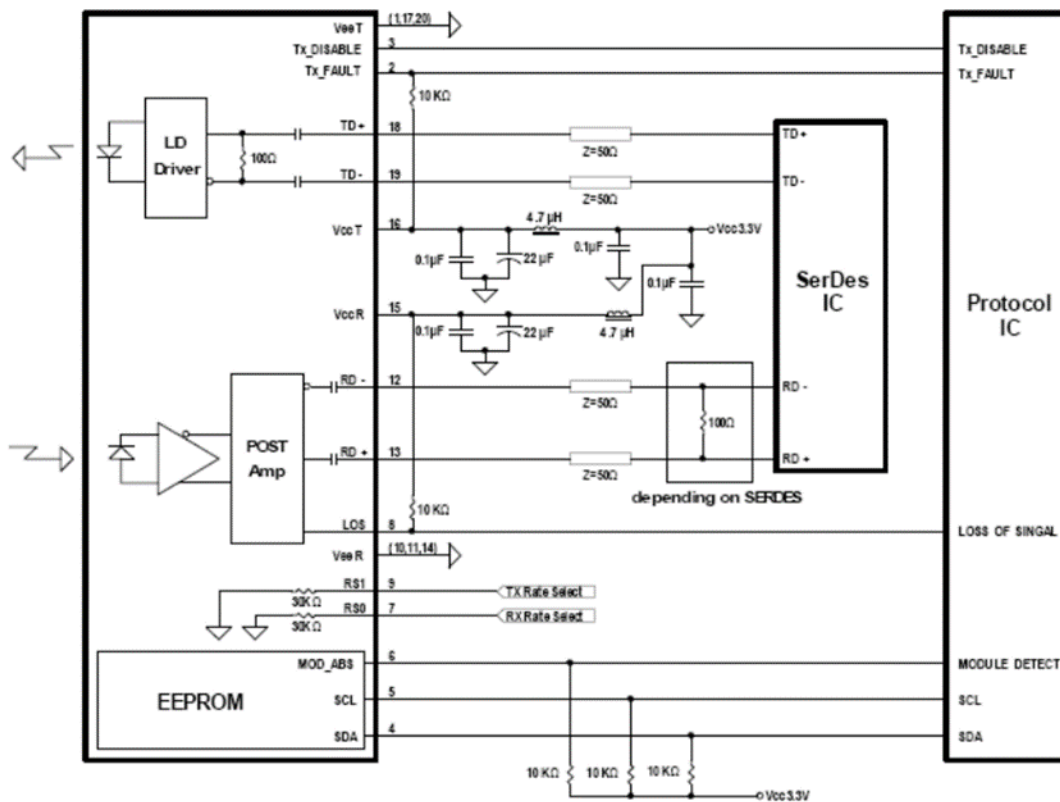 VeeT (1,17,20)
Tx_DISABLE 3 Tx_DISABLE
Tx_FAULT 2 Tx_FAULT
10 KΩ
TD+ 18 TD+
LD
Driver
100Ω
Z=50Ω
TD- 19 TD-
Z=50Ω
VccT 16 4.7 μH Vcc3.3V
0.1μF 22 μF 0.1μF 0.1μF
SerDes
IC
Protocol
IC
VccR 15
0.1μF 22 μF 4.7 μH
RD - 12 RD -
Z=50Ω
100Ω
POST
Amp
RD + 13 RD +
Z=50Ω
depending on SERDES
10 KΩ
LOS 8 LOSS OF SINGAL
VeeR (10,11,14)
RS1 9 TX Rate Select
30KΩ
RS0 7 RX Rate Select
30KΩ
MOD_ABS 6 MODULE DETECT
EEPROM
SCL 5 SCL
SDA 4 SDA
10 KΩ 10 KΩ 10 KΩ
Vcc3.3V